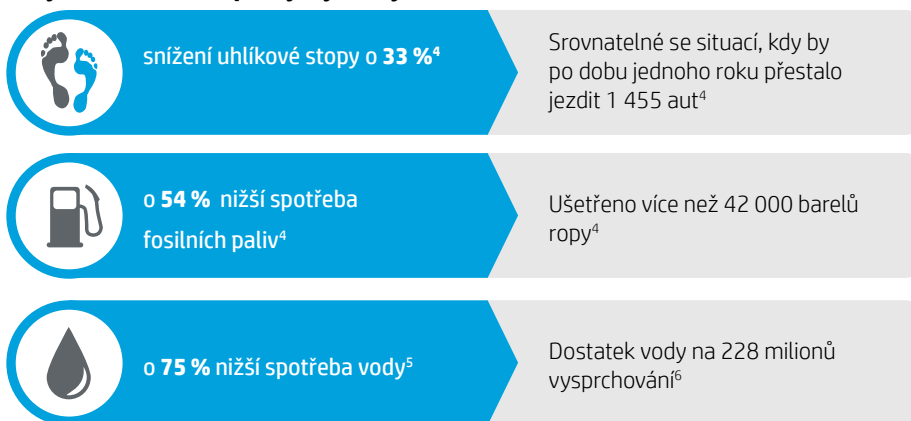 snížení uhlíkové stopy o 33 %⁴
Srovnatelné se situací, kdy by
po dobu jednoho roku přestalo
jezdit 1 455 aut⁴
o 54 % nižší spotřeba
fosilních paliv⁴
Ušetřeno více než 42 000 barelů
ropy⁴
o 75 % nižší spotřeba vody⁵
Dostatek vody na 228 milionů
vysprchování⁶